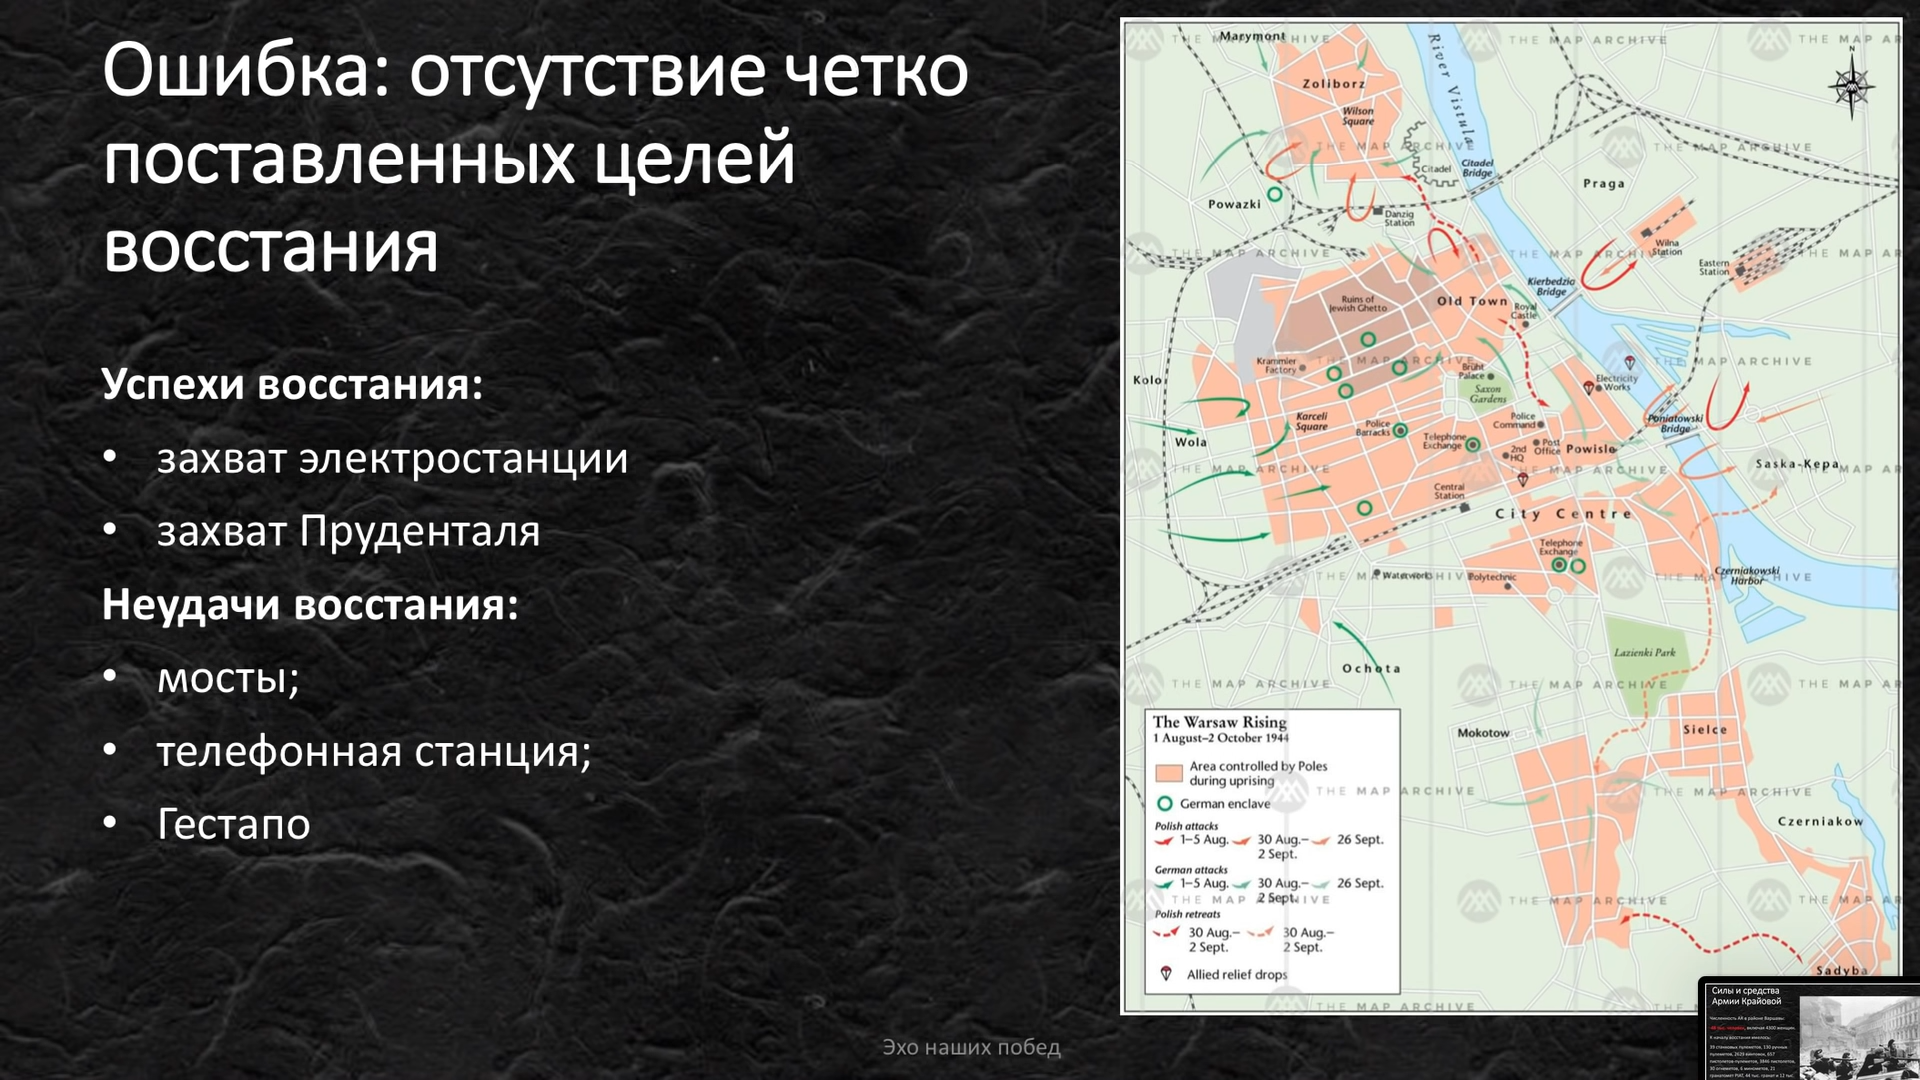 Ошибка: отсутствие четко
поставленных целей
восстания
Успехи восстания:
• захват электростанции
• захват Пруденталя
Неудачи восстания:
• мосты;
• телефонная станция;
• Гестапо
Эхо наших побед
Marymont
River Vistula
N
Zoliborz
Wilson
Square
Citadel
Citadel
Bridge
Praga
Powazki
Danzig
Station
Wilna
Station
Eastern
Station
Kierbedzia
Bridge
Ruins of
Jewish Ghetto
Old Town
Royal
Castle
Krammier
Factory
Kolo
Bruht
Palace
Saxon
Gardens
Electricity
Works
Karceli
Square
Police
Barracks
Police
Command
Poniatowski
Bridge
Wola
Telephone
Exchange
2nd
HQ
Post
Office
Powisle
Saska-Kepa
Central
Station
City Centre
Telephone
Exchange
Waterworks
Polytechnic
Czerniakowski
Harbor
Lazienki Park
Ochota
Mokotow
Sielce
Czerniakow
Sadyba
The Warsaw Rising
1 August–2 October 1944
Area controlled by Poles
during uprising
German enclave
Polish attacks
1–5 Aug. 30 Aug.– 26 Sept.
2 Sept.
German attacks
1–5 Aug. 30 Aug.– 26 Sept.
2 Sept.
Polish retreats
30 Aug.– 30 Aug.–
2 Sept. 2 Sept.
Allied relief drops
THE MAP ARCHIVE
Силы и средства
Армии Крайовой